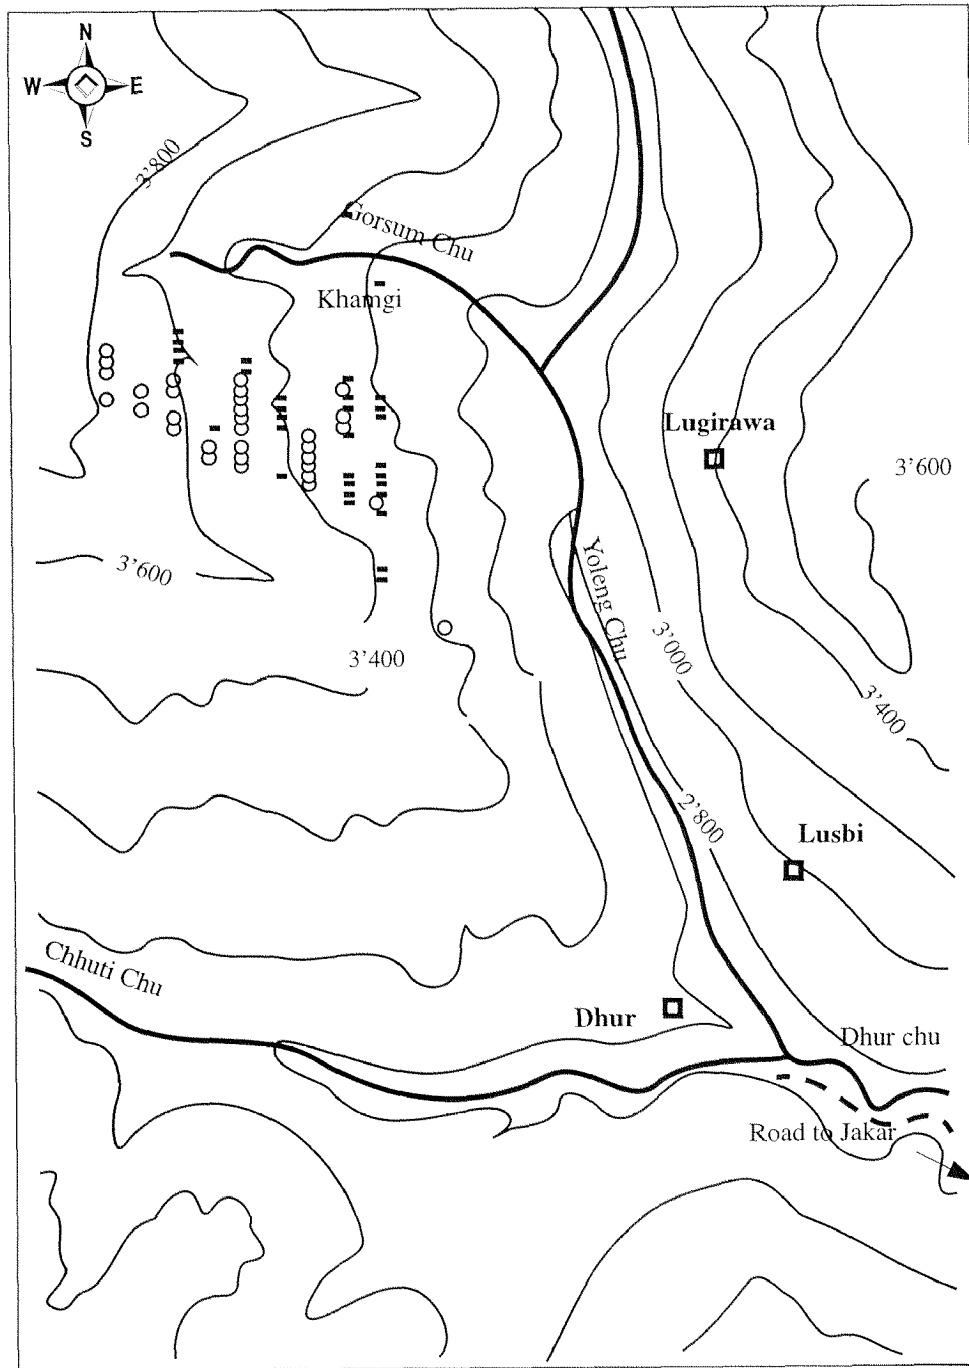 N
W E
S
3'800
Gorsum Chu
Khamgi
Lugirawa
3'600
Yoleng Chu
3'600
3'000
3'400
3'400
2'800
Lusbi
Chhuti Chu
Dhur
Dhur chu
Road to Jakar